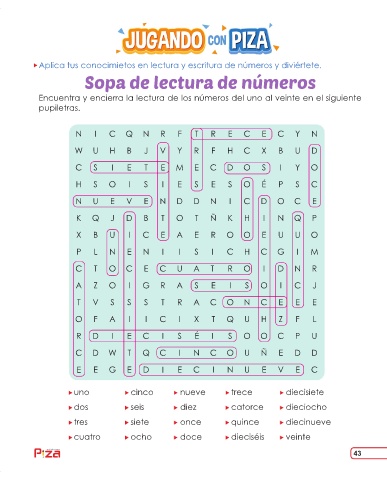 JUGANDO CON PIZA
Aplica tus conocimietos en lectura y escritura de números y diviértete.
Sopa de lectura de números
Encuentra y encierra la lectura de los números del uno al veinte en el siguiente
pupiletras.
N I C Q N R F T R E C E C Y N
W U H B J V Y R F H C X B U D
C S I E T E M E C D O S I Y O
H S O I S I E S E S O É P S C
N U E V E N D D N I C D O C E
K Q J D B T O T Ñ K H I N Q P
X B U I C E A E R O O E U U O
P L N E N I I S I C H C G I M
C T O C E C U A T R O I D N R
A Z O I G R A S E I S O I C J
T V S S S T R A C O N C E E E
O F A I I C I X T Q U H Z F L
R D I E C I S É I S O O C P U
C D W T Q C I N C O U Ñ E D D
E E G E D I E C I N U E V E C
uno cinco nueve trece diecisiete
dos seis diez catorce dieciocho
tres siete once quince diecinueve
cuatro ocho doce dieciséis veinte
Piza 43